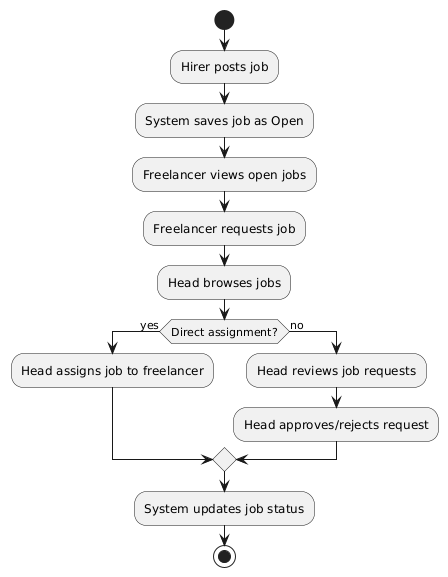 Hirer posts job
System saves job as Open
Freelancer views open jobs
Freelancer requests job
Head browses jobs
Direct assignment?
yes
no
Head assigns job to freelancer
Head reviews job requests
Head approves/rejects request
System updates job status